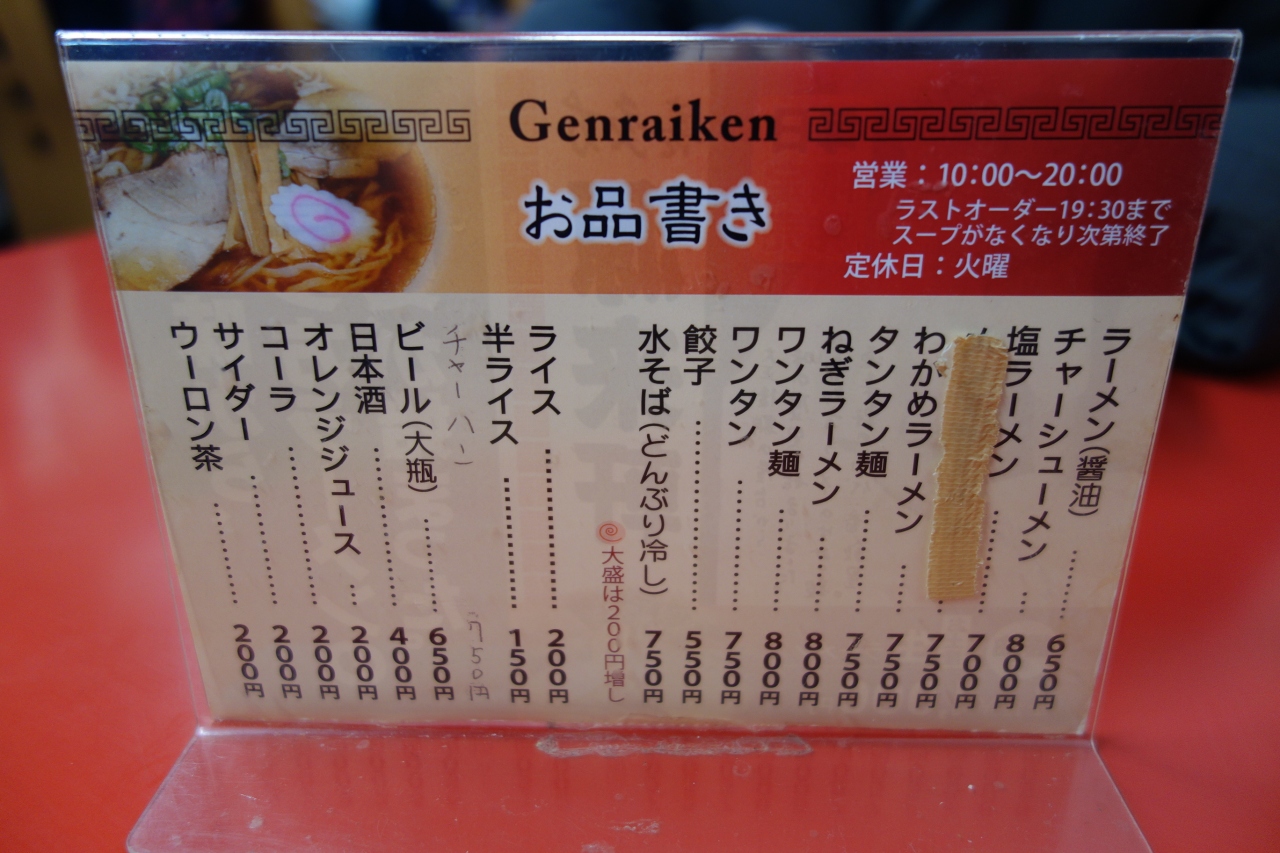 Genraiken
お品書き
営業：10:00〜20:00
ラストオーダー19:30まで
スープがなくなり次第終了
定休日：火曜
ラーメン(醤油)…………650円
チャーシューメン……800円
塩ラーメン…………700円
750円
わかめラーメン……750円
タンタン麺…………750円
ねぎラーメン…………800円
ワンタン麺…………800円
ワンタン…………750円
餃子…………550円
水そば(どんぶり冷し)750円
大盛は200円増し
ライス…………200円
半ライス…………150円
チャーハン 750円
ビール(大瓶)…………650円
日本酒…………400円
オレンジジュース……200円
コーラ…………200円
サイダー…………200円
ウーロン茶…………200円